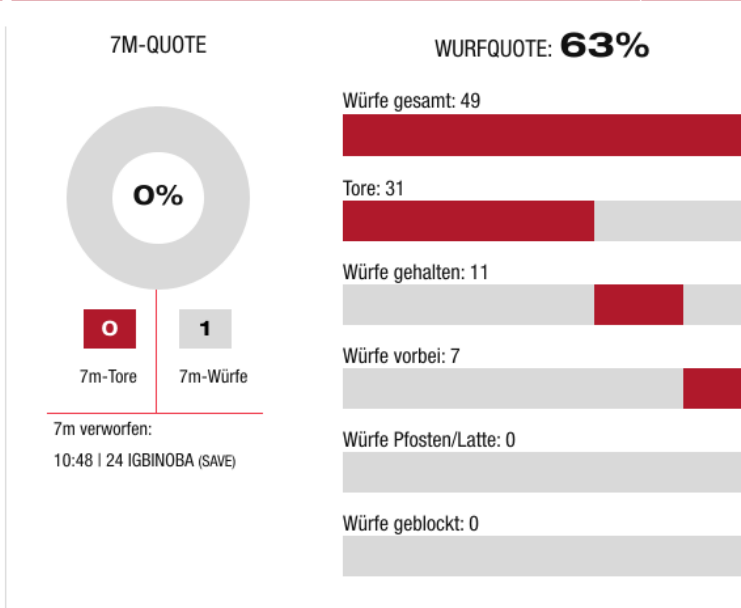 7M-QUOTE
0%
0
1
7m-Tore
7m-Würfe
7m verworfen:
10:48 | 24 IGBINOBA (SAVE)
WURFQUOTE: 63%
Würfe gesamt: 49
Tore: 31
Würfe gehalten: 11
Würfe vorbei: 7
Würfe Pfosten/Latte: 0
Würfe geblockt: 0